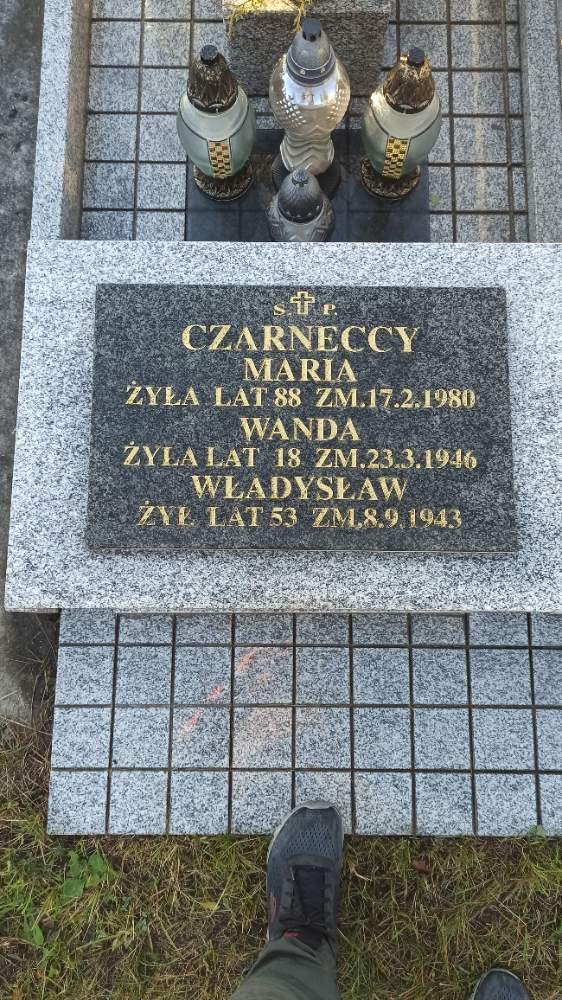 Ś. ✝ P.
CZARNECCY
MARIA
ŻYŁA LAT 88 ZM.17.2.1980
WANDA
ŻYŁA LAT 18 ZM.23.3.1946
WŁADYSŁAW
ŻYŁ LAT 53 ZM.8.9.1943